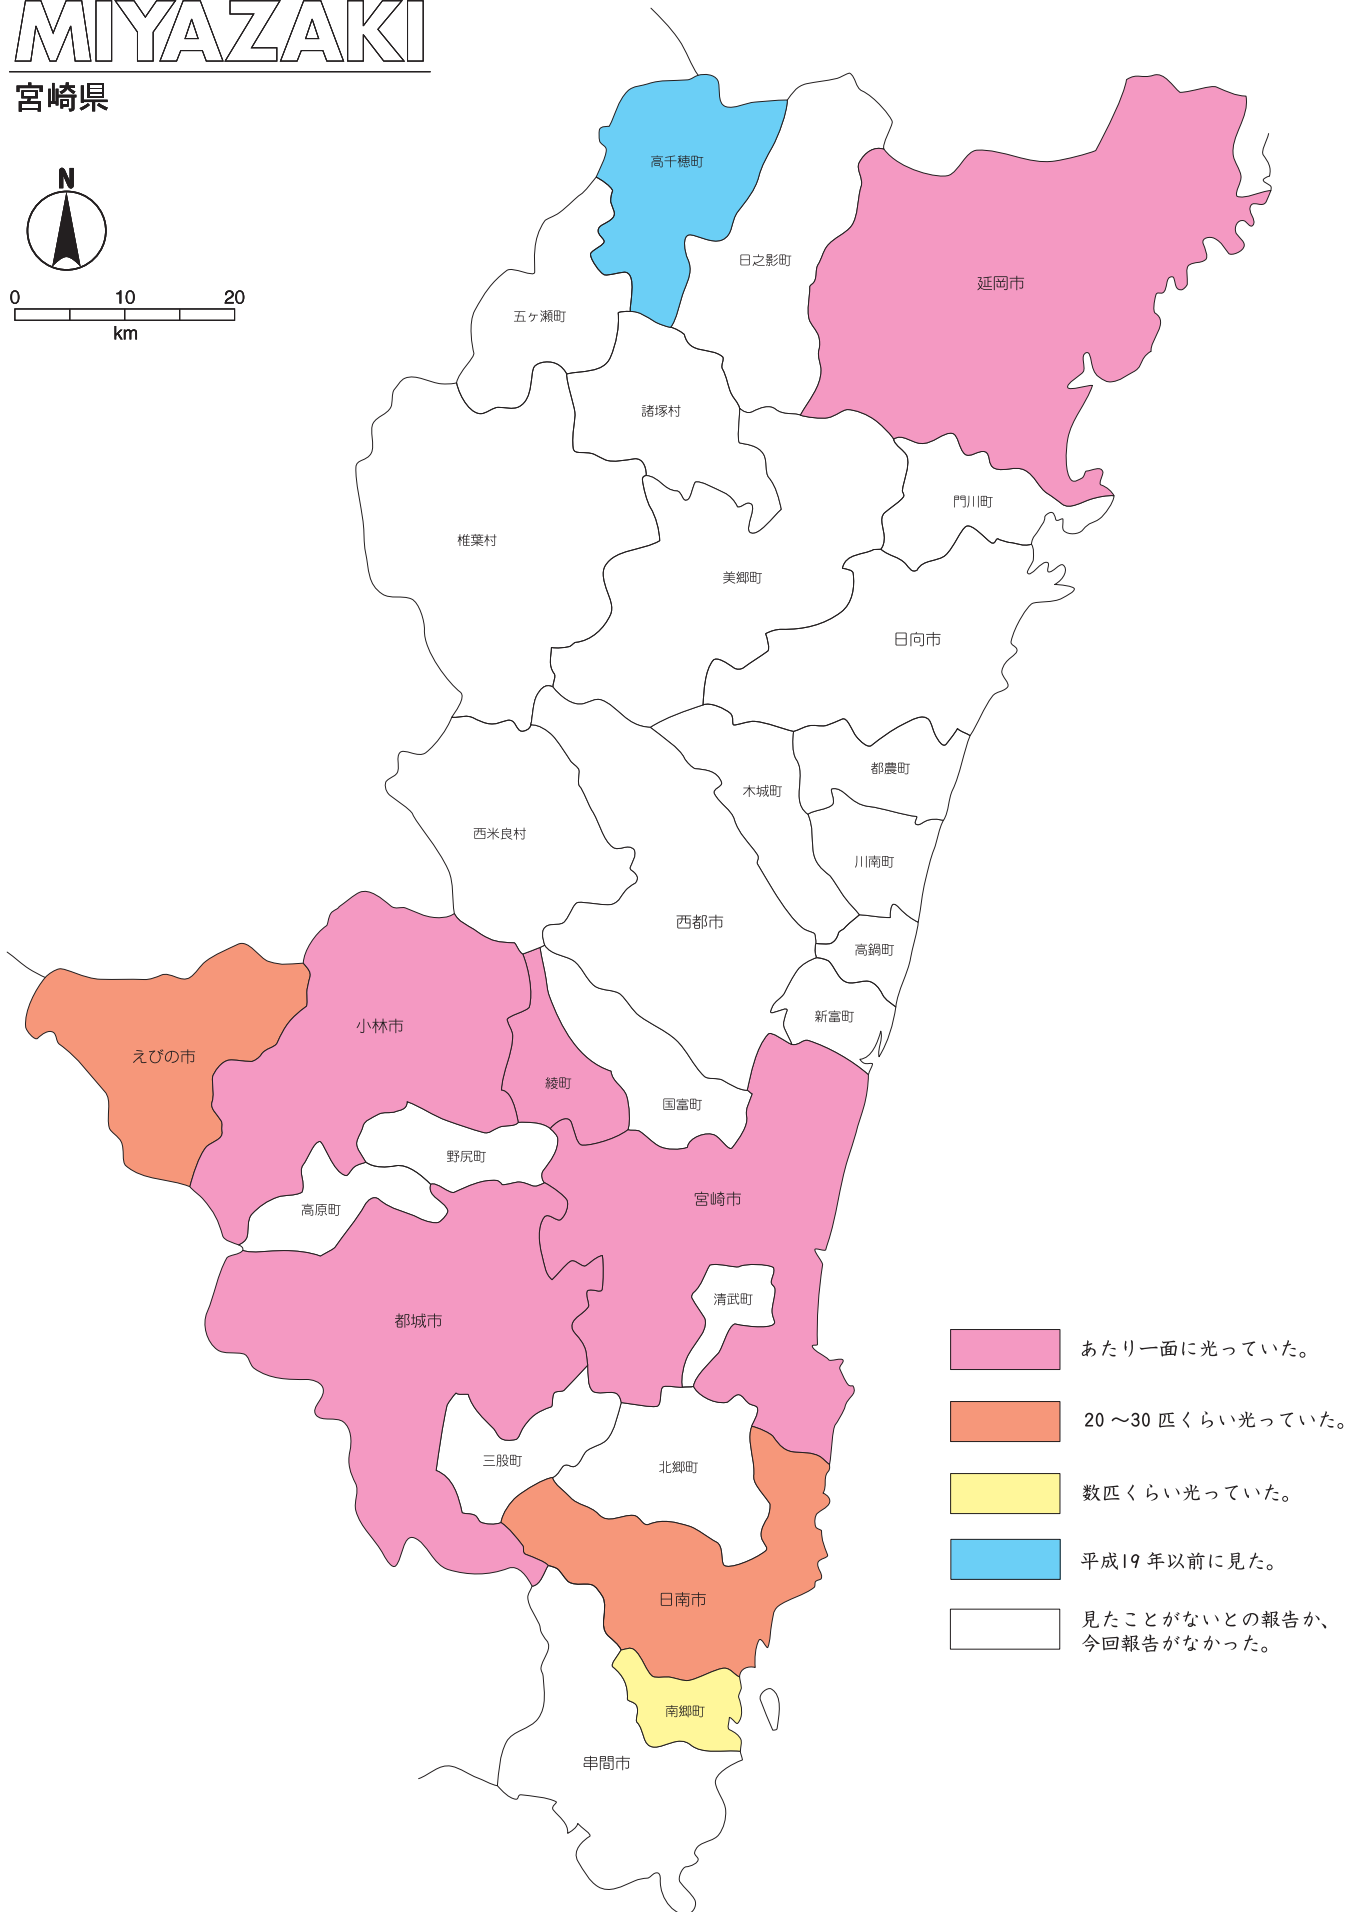 MIYAZAKI
宮崎県
N
0 10 20
km
高千穂町
日之影町
延岡市
五ヶ瀬町
諸塚村
門川町
椎葉村
美郷町
日向市
都農町
木城町
西米良村
川南町
西都市
高鍋町
新富町
小林市
えびの市
綾町
国富町
野尻町
宮崎市
高原町
清武町
都城市
三股町
北郷町
日南市
南郷町
串間市
あたり一面に光っていた。
20〜30匹くらい光っていた。
数匹くらい光っていた。
平成19年以前に見た。
見たことがないとの報告か、
今回報告がなかった。